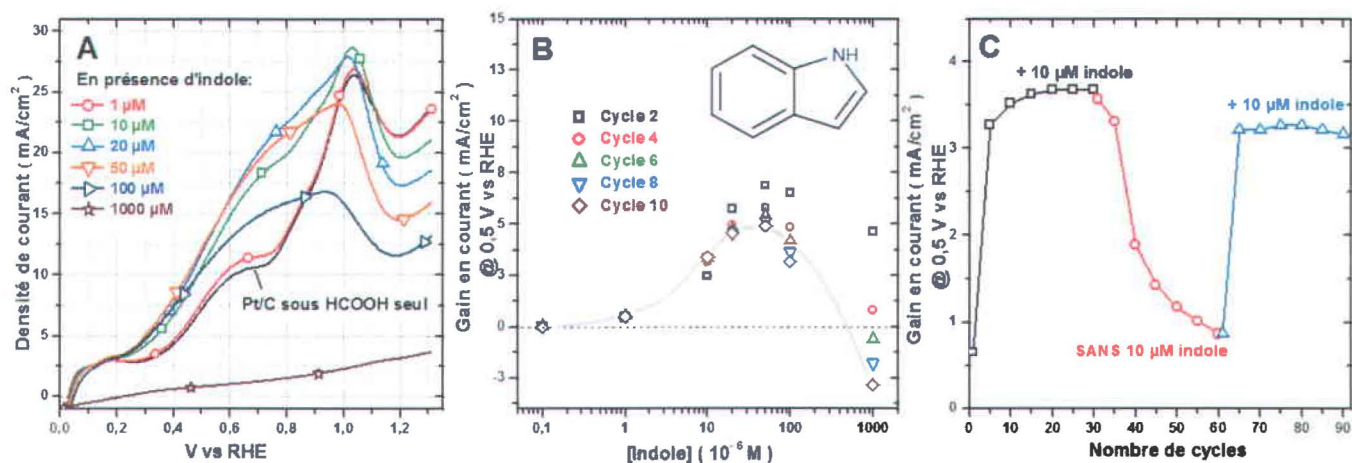 A
En présence d'indole:
1 µM
10 µM
20 µM
50 µM
100 µM
1000 µM
Pt/C sous HCOOH seul
Densité de courant ( mA/cm²)
30
25
20
15
10
5
0
0,0 0,2 0,4 0,6 0,8 1,0 1,2
V vs RHE
B
NH
Cycle 2
Cycle 4
Cycle 6
Cycle 8
Cycle 10
Gain en courant ( mA/cm²)
@ 0,5 V vs RHE
15
13
10
8
5
3
0
-3
0,1 1 10 100 1000
[Indole] ( 10⁻⁶ M )
C
+ 10 µM indole
+ 10 µM indole
SANS 10 µM indole
Gain en courant ( mA/cm²)
@ 0,5 V vs RHE
4
3
2
1
0
0 10 20 30 40 50 60 70 80 90
Nombre de cycles